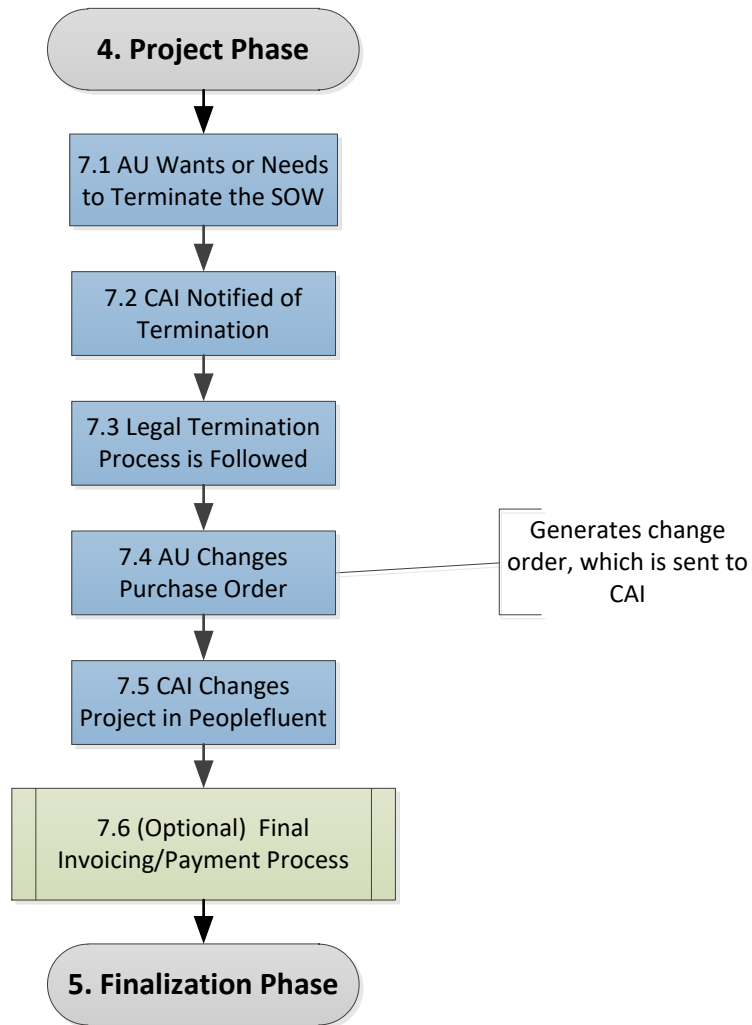 4. Project Phase
7.1 AU Wants or Needs
to Terminate the SOW
7.2 CAI Notified of
Termination
7.3 Legal Termination
Process is Followed
7.4 AU Changes
Purchase Order
Generates change
order, which is sent to
CAI
7.5 CAI Changes
Project in Peoplefluent
7.6 (Optional)  Final
Invoicing/Payment Process
5. Finalization Phase